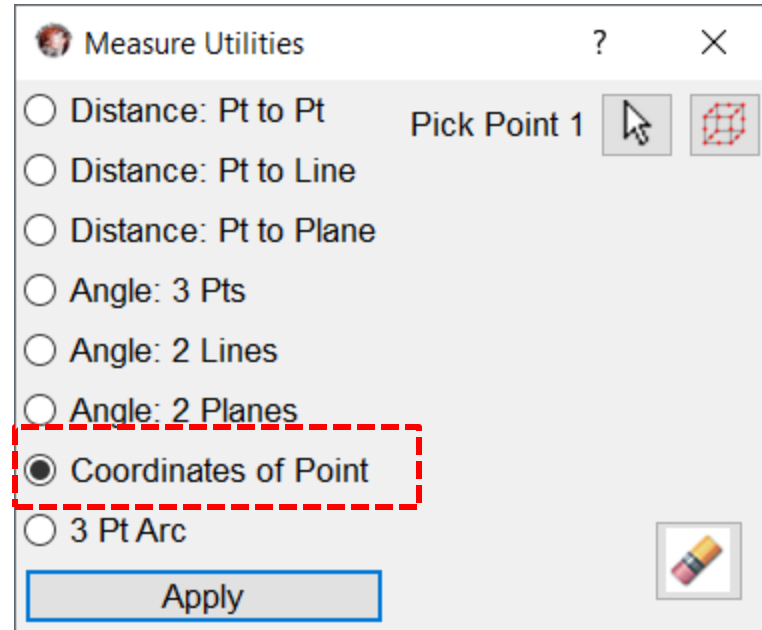 Measure Utilities
?
Distance: Pt to Pt
Pick Point 1
Distance: Pt to Line
Distance: Pt to Plane
Angle: 3 Pts
Angle: 2 Lines
Angle: 2 Planes
Coordinates of Point
3 Pt Arc
Apply